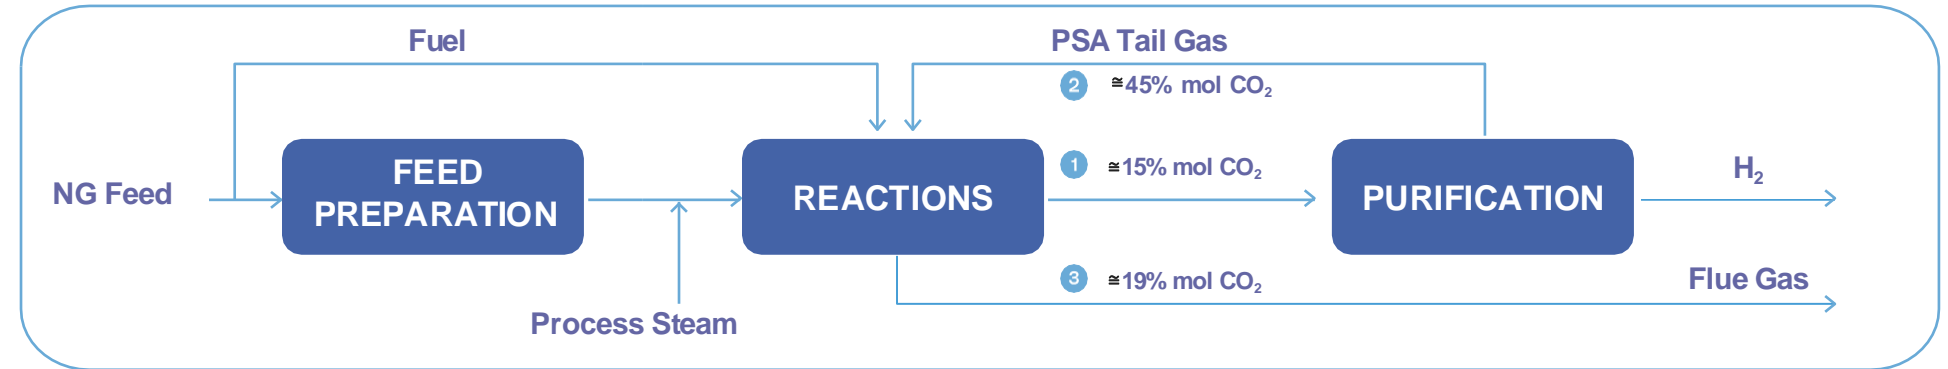 Fuel
PSA Tail Gas
2 ≅45% mol CO₂
FEED
PREPARATION
NG Feed
REACTIONS
1 ≅15% mol CO₂
PURIFICATION
H₂
3 ≅19% mol CO₂
Flue Gas
Process Steam